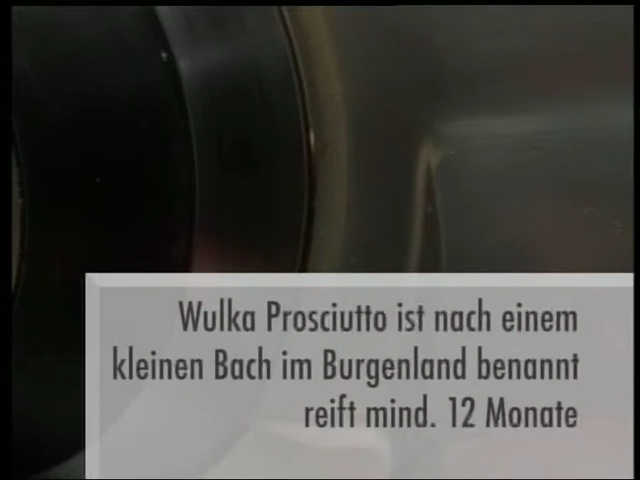 Wulka Prosciutto ist nach einem
kleinen Bach im Burgenland benannt
reift mind. 12 Monate